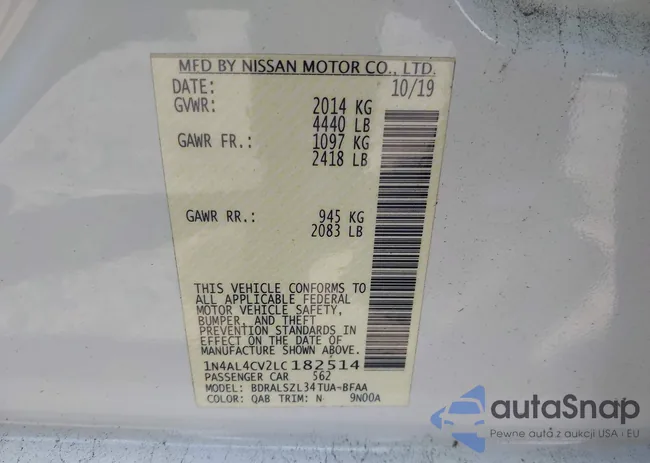 MFD BY NISSAN MOTOR CO., LTD.
DATE: 10/19
GVWR: 2014 KG
4440 LB
GAWR FR.: 1097 KG
2418 LB
GAWR RR.: 945 KG
2083 LB
THIS VEHICLE CONFORMS TO
ALL APPLICABLE FEDERAL
MOTOR VEHICLE SAFETY,
BUMPER, AND THEFT
PREVENTION STANDARDS IN
EFFECT ON THE DATE OF
MANUFACTURE SHOWN ABOVE.
1N4AL4CV2LC182514
PASSENGER CAR 562
MODEL: BDRALSZL34TUA-BFAA
COLOR: QAB TRIM: N 9N00A
autaSnap
Pewne auta z aukcji USA i EU